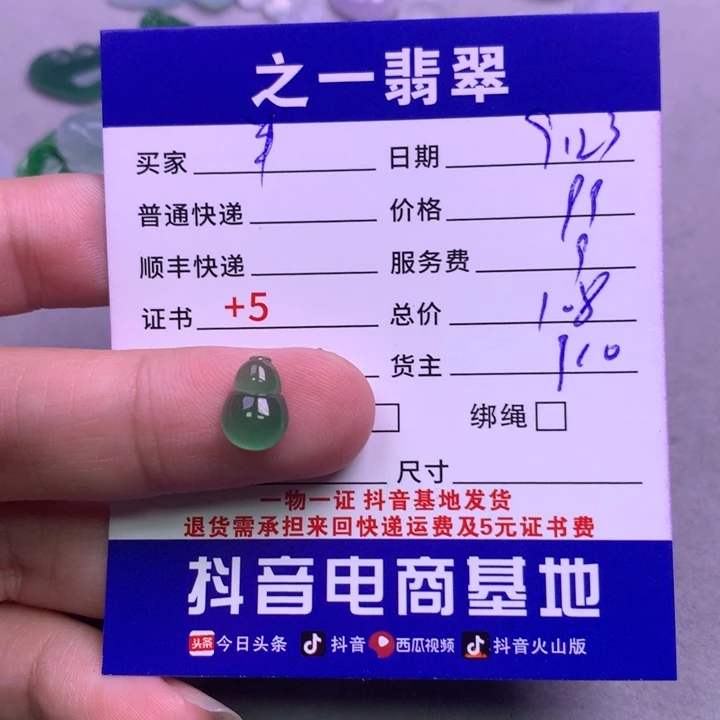 之一翡翠
买家 日期 9.23
普通快递 价格 99
顺丰快递 服务费 9
证书 +5 总价 108
货主
绑绳
尺寸
一物一证 抖音基地发货
退货需承担来回快递运费及5元证书费
抖音电商基地
头条 今日头条 抖音 西瓜视频 抖音火山版